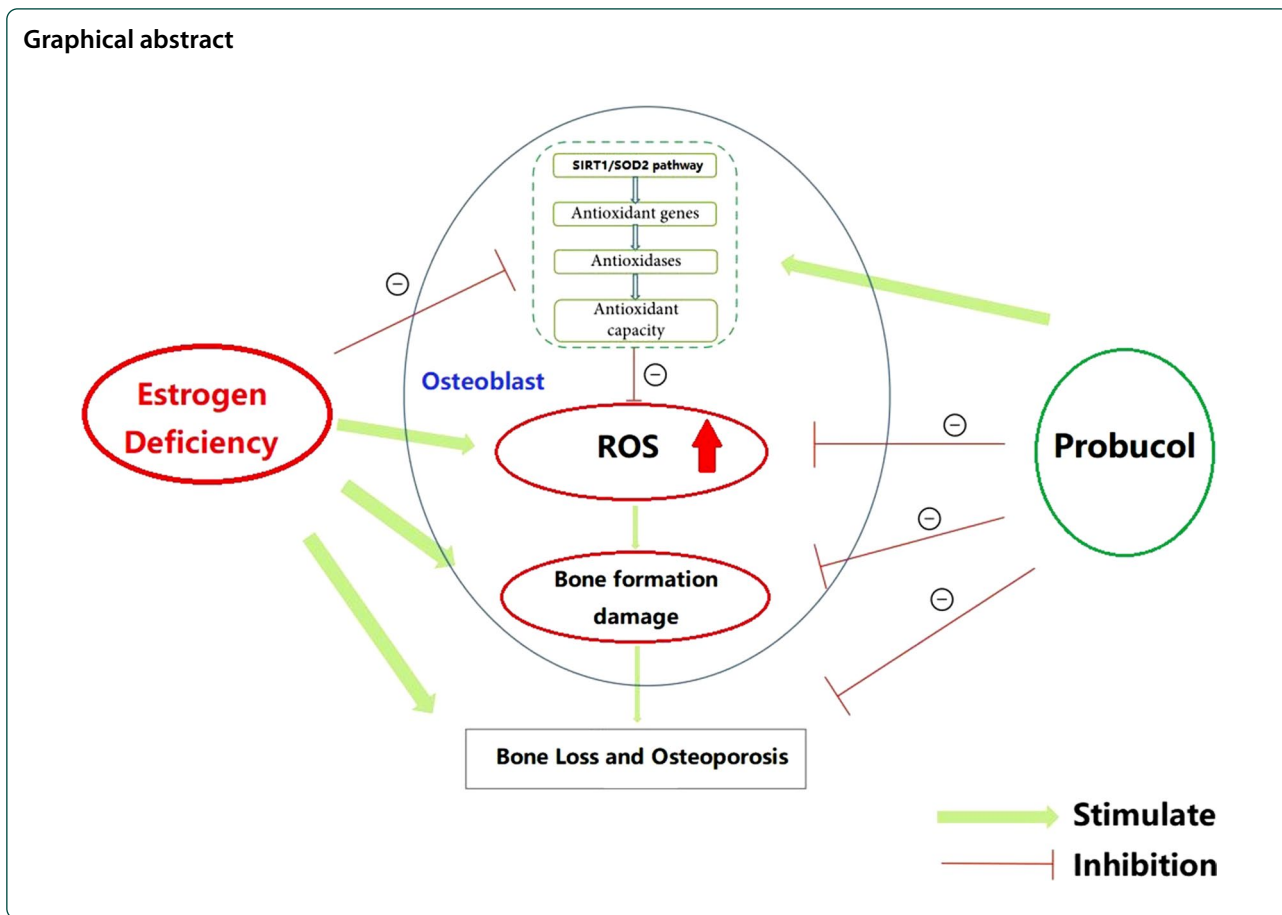 Graphical abstract
SIRT1/SOD2 pathway
Antioxidant genes
Antioxidases
Antioxidant
capacity
Osteoblast
Estrogen
Deficiency
ROS
Probucol
Bone formation
damage
Bone Loss and Osteoporosis
Stimulate
Inhibition